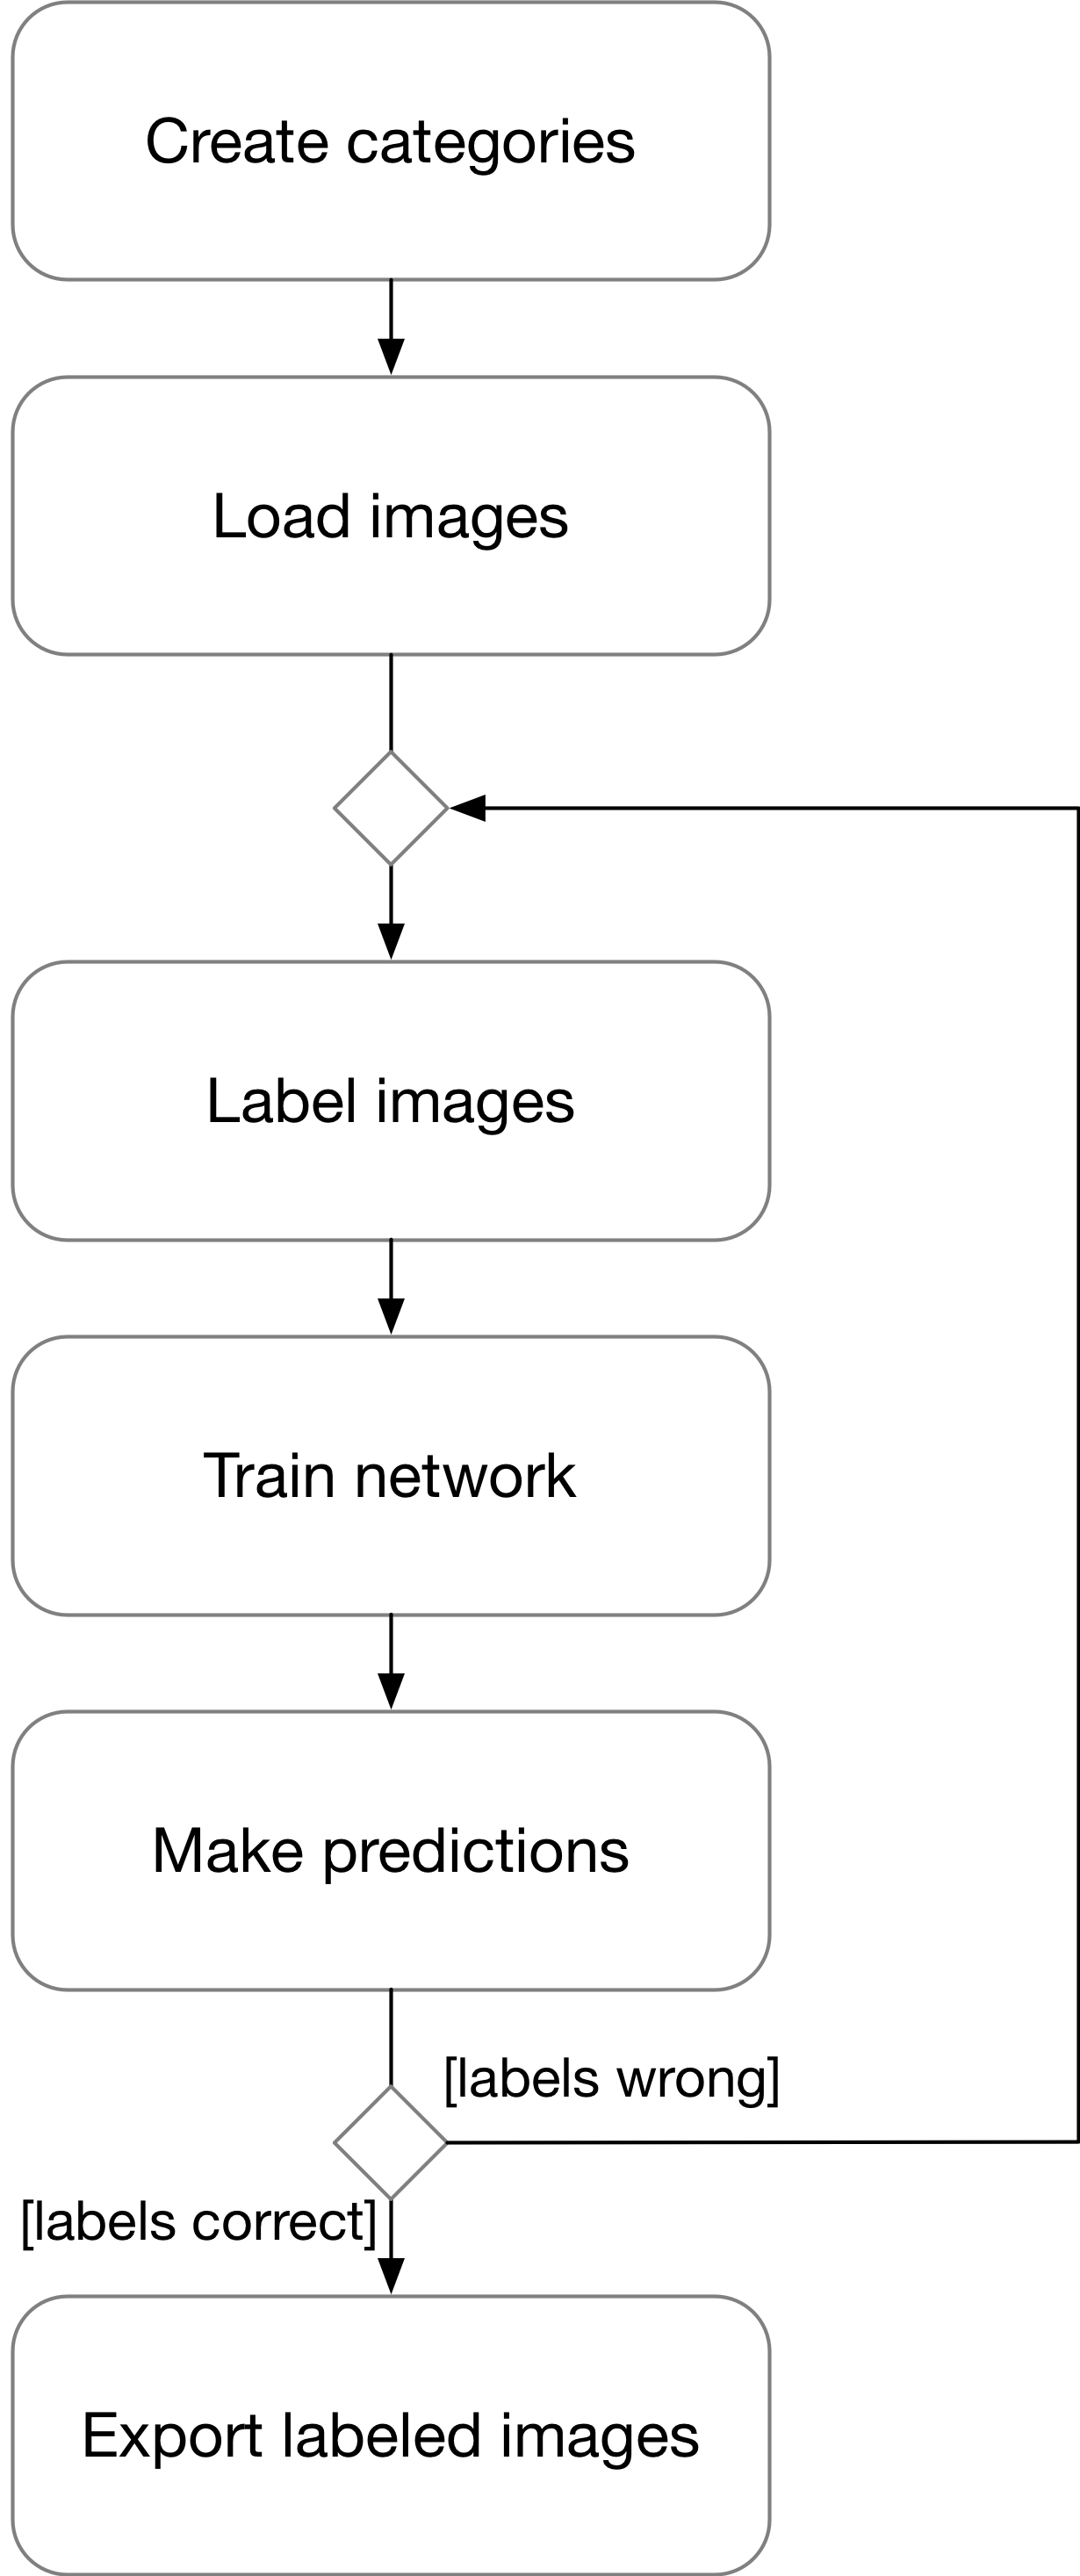 Create categories
Load images
Label images
Train network
Make predictions
[labels wrong]
[labels correct]
Export labeled images